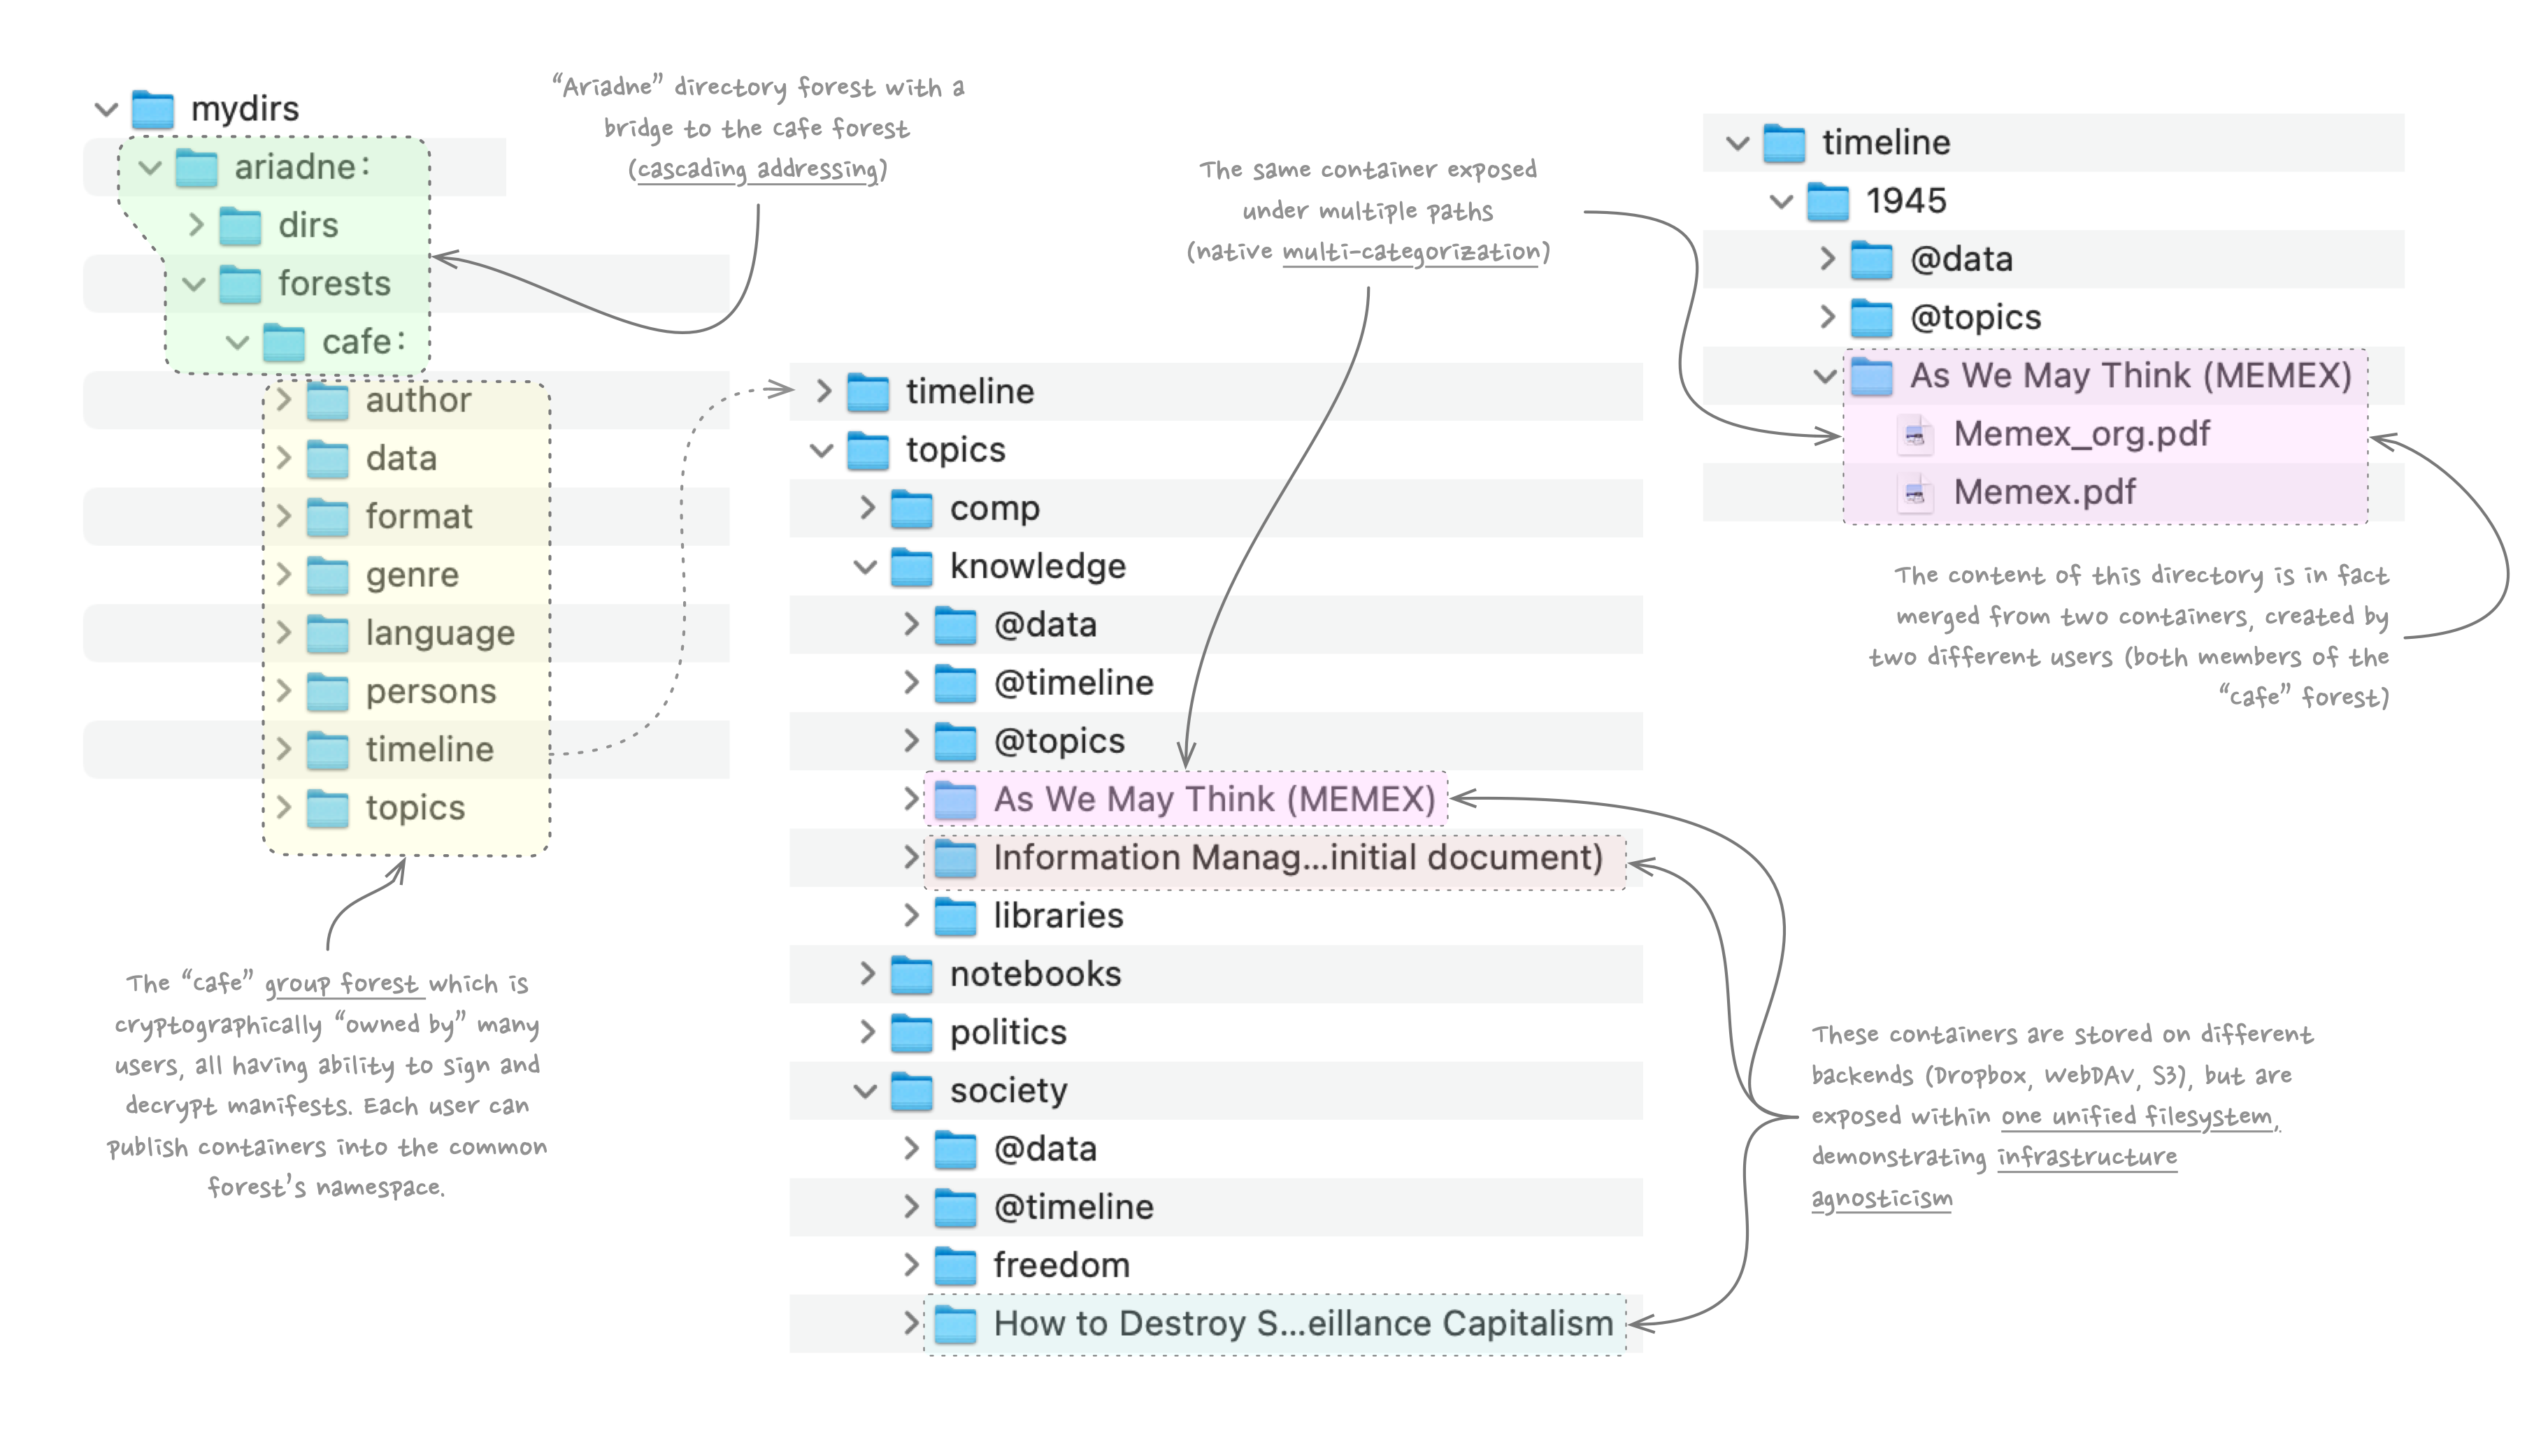 mydirs
ariadne:
dirs
forests
cafe:
author
data
format
genre
language
persons
timeline
topics
“Ariadne” directory forest with a
bridge to the cafe forest
(cascading addressing)
The “cafe” group forest which is
cryptographically “owned by” many
users, all having ability to sign and
decrypt manifests. Each user can
publish containers into the common
forest’s namespace.
The same container exposed
under multiple paths
(native multi-categorization)
timeline
topics
comp
knowledge
@data
@timeline
@topics
As We May Think (MEMEX)
Information Manag...initial document)
libraries
notebooks
politics
society
@data
@timeline
freedom
How to Destroy S...eillance Capitalism
timeline
1945
@data
@topics
As We May Think (MEMEX)
Memex_org.pdf
Memex.pdf
The content of this directory is in fact
merged from two containers, created by
two different users (both members of the
“cafe” forest)
These containers are stored on different
backends (Dropbox, WebDAV, S3), but are
exposed within one unified filesystem,
demonstrating infrastructure
agnosticism